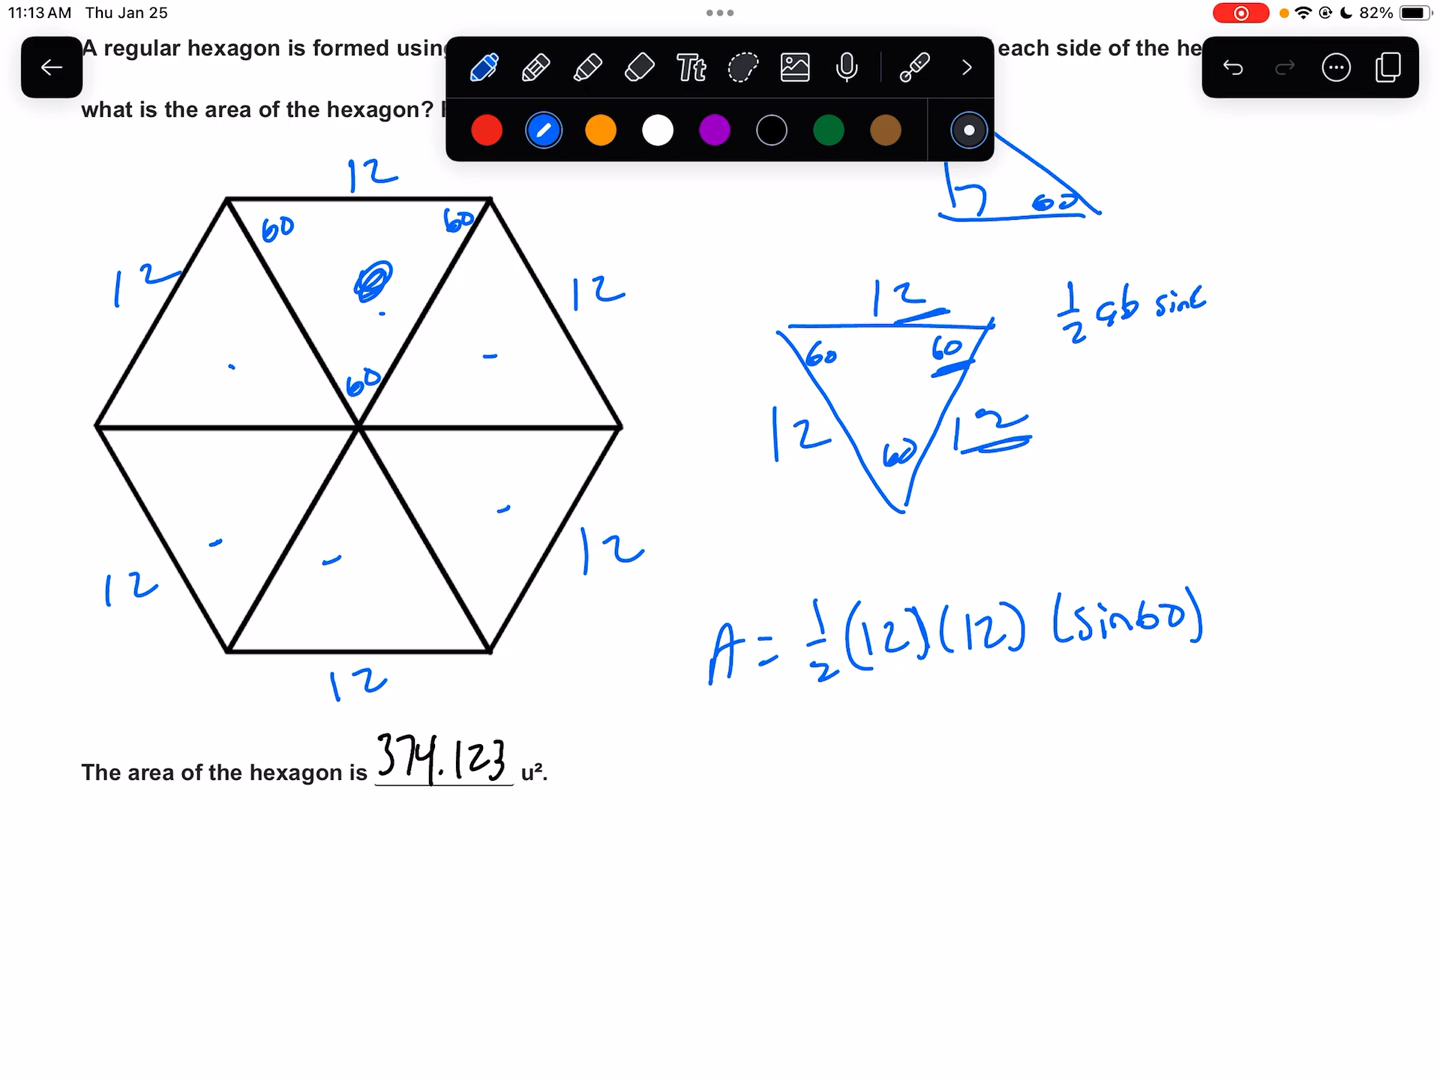 11:13 AM Thu Jan 25
82%
A regular hexagon is formed using each side of the he
what is the area of the hexagon?
Tt
12
60 60
12
12
60
12
12
12
h 60
12
60 60
12 12
60
1/2 ab sinc
A = 1/2 (12)(12) (sin60)
The area of the hexagon is 374.123 u².